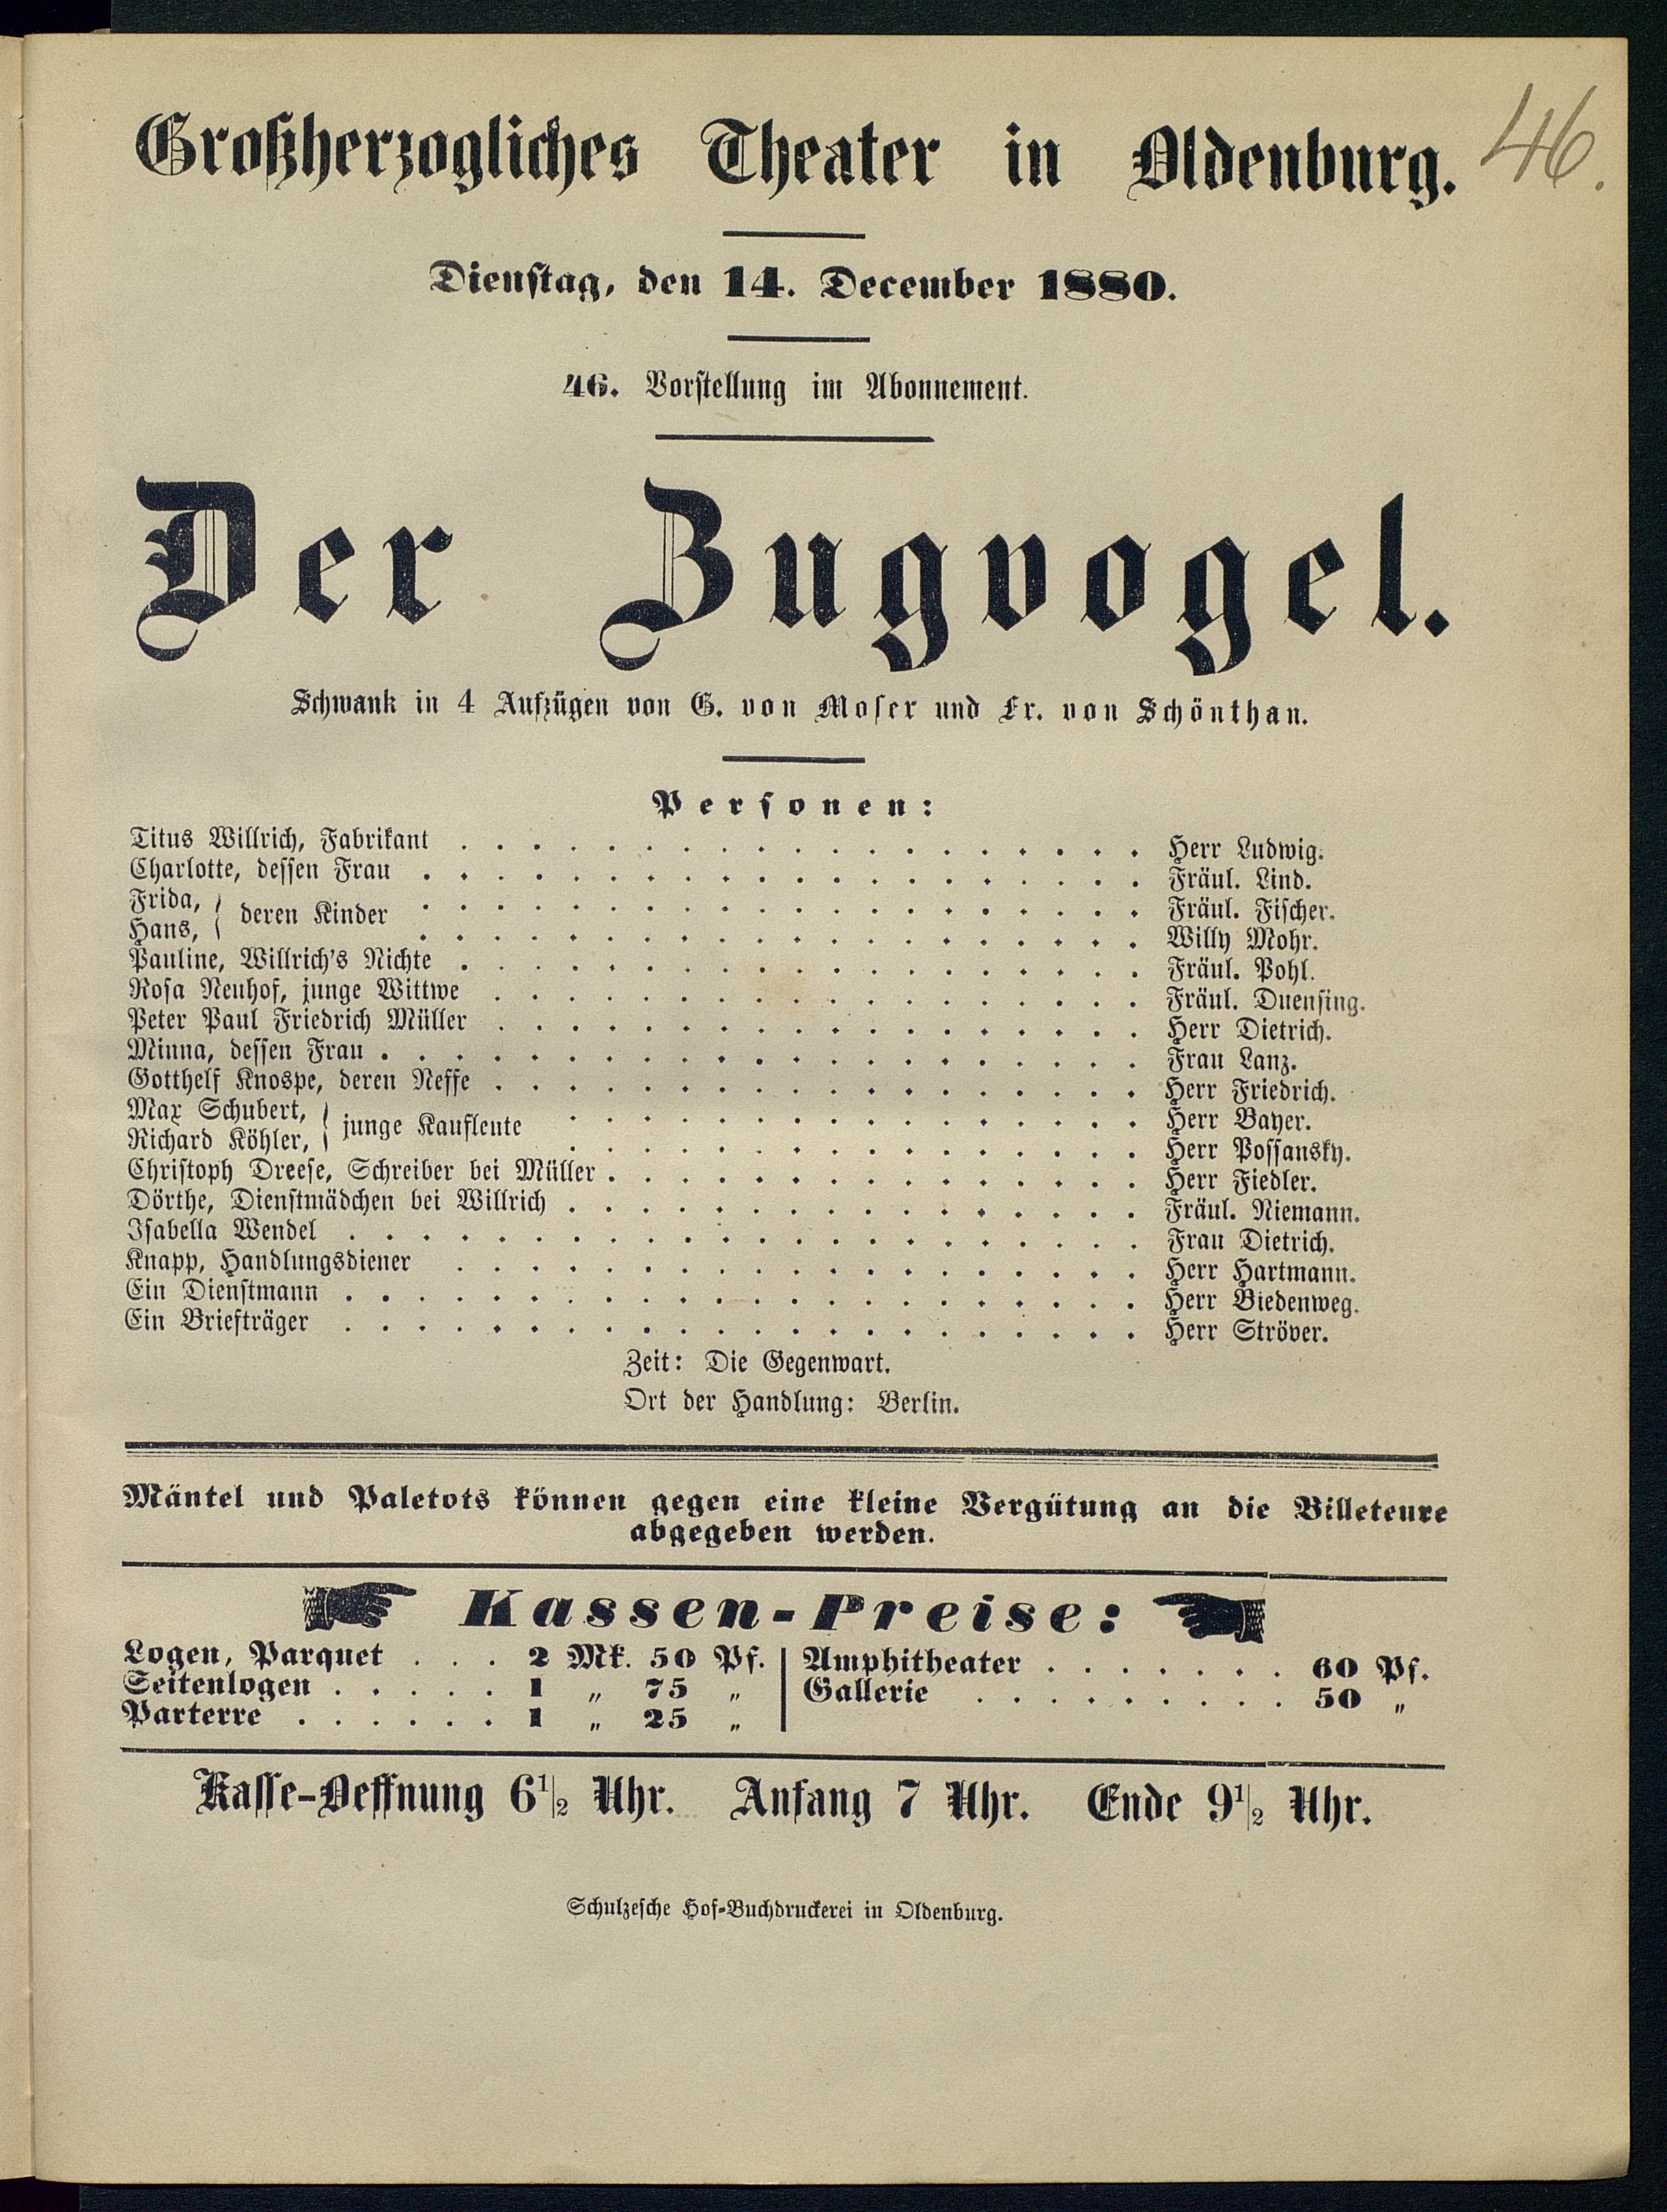 Großherzogliches Theater in Oldenburg.
46.
Dienstag, den 14. December 1880.
46. Vorstellung im Abonnement.
Der Zugvogel.
Schwank in 4 Aufzügen von G. von Moser und Fr. von Schönthan.
Personen:
Titus Willrich, Fabrikant . . . . . . . . . . Herr Ludwig.
Charlotte, dessen Frau . . . . . . . . . . Fräul. Lind.
Frida, } deren Kinder . . . . . . . . . . Fräul. Fischer.
Hans, } . . . . . . . . . . Willy Mohr.
Pauline, Willrich's Nichte . . . . . . . . . . Fräul. Pohl.
Rosa Neuhof, junge Wittwe . . . . . . . . . . Fräul. Duensing.
Peter Paul Friedrich Müller . . . . . . . . . . Herr Dietrich.
Minna, dessen Frau . . . . . . . . . . Frau Lanz.
Gotthelf Knospe, deren Neffe . . . . . . . . . . Herr Friedrich.
Max Schubert, } junge Kaufleute . . . . . . . . . . Herr Bayer.
Richard Köhler, } . . . . . . . . . . Herr Possansky.
Christoph Dreese, Schreiber bei Müller . . . . . . . . . . Herr Fiedler.
Dörthe, Dienstmädchen bei Willrich . . . . . . . . . . Fräul. Niemann.
Isabella Wendel . . . . . . . . . . Frau Dietrich.
Knapp, Handlungsdiener . . . . . . . . . . Herr Hartmann.
Ein Dienstmann . . . . . . . . . . Herr Biedenweg.
Ein Briefträger . . . . . . . . . . Herr Ströver.
Zeit: Die Gegenwart.
Ort der Handlung: Berlin.
Mäntel und Paletots können gegen eine kleine Vergütung an die Billeteure
abgegeben werden.
Kassen-Preise:
Logen, Parquet . . . 2 Mk. 50 Pf. | Amphitheater . . . . . . . 60 Pf.
Seitenlogen . . . . . 1 „ 75 „ | Gallerie . . . . . . . . . 50 „
Parterre . . . . . . 1 „ 25 „
Kasse-Oeffnung 6½ Uhr. Anfang 7 Uhr. Ende 9½ Uhr.
Schulzesche Hof-Buchdruckerei in Oldenburg.